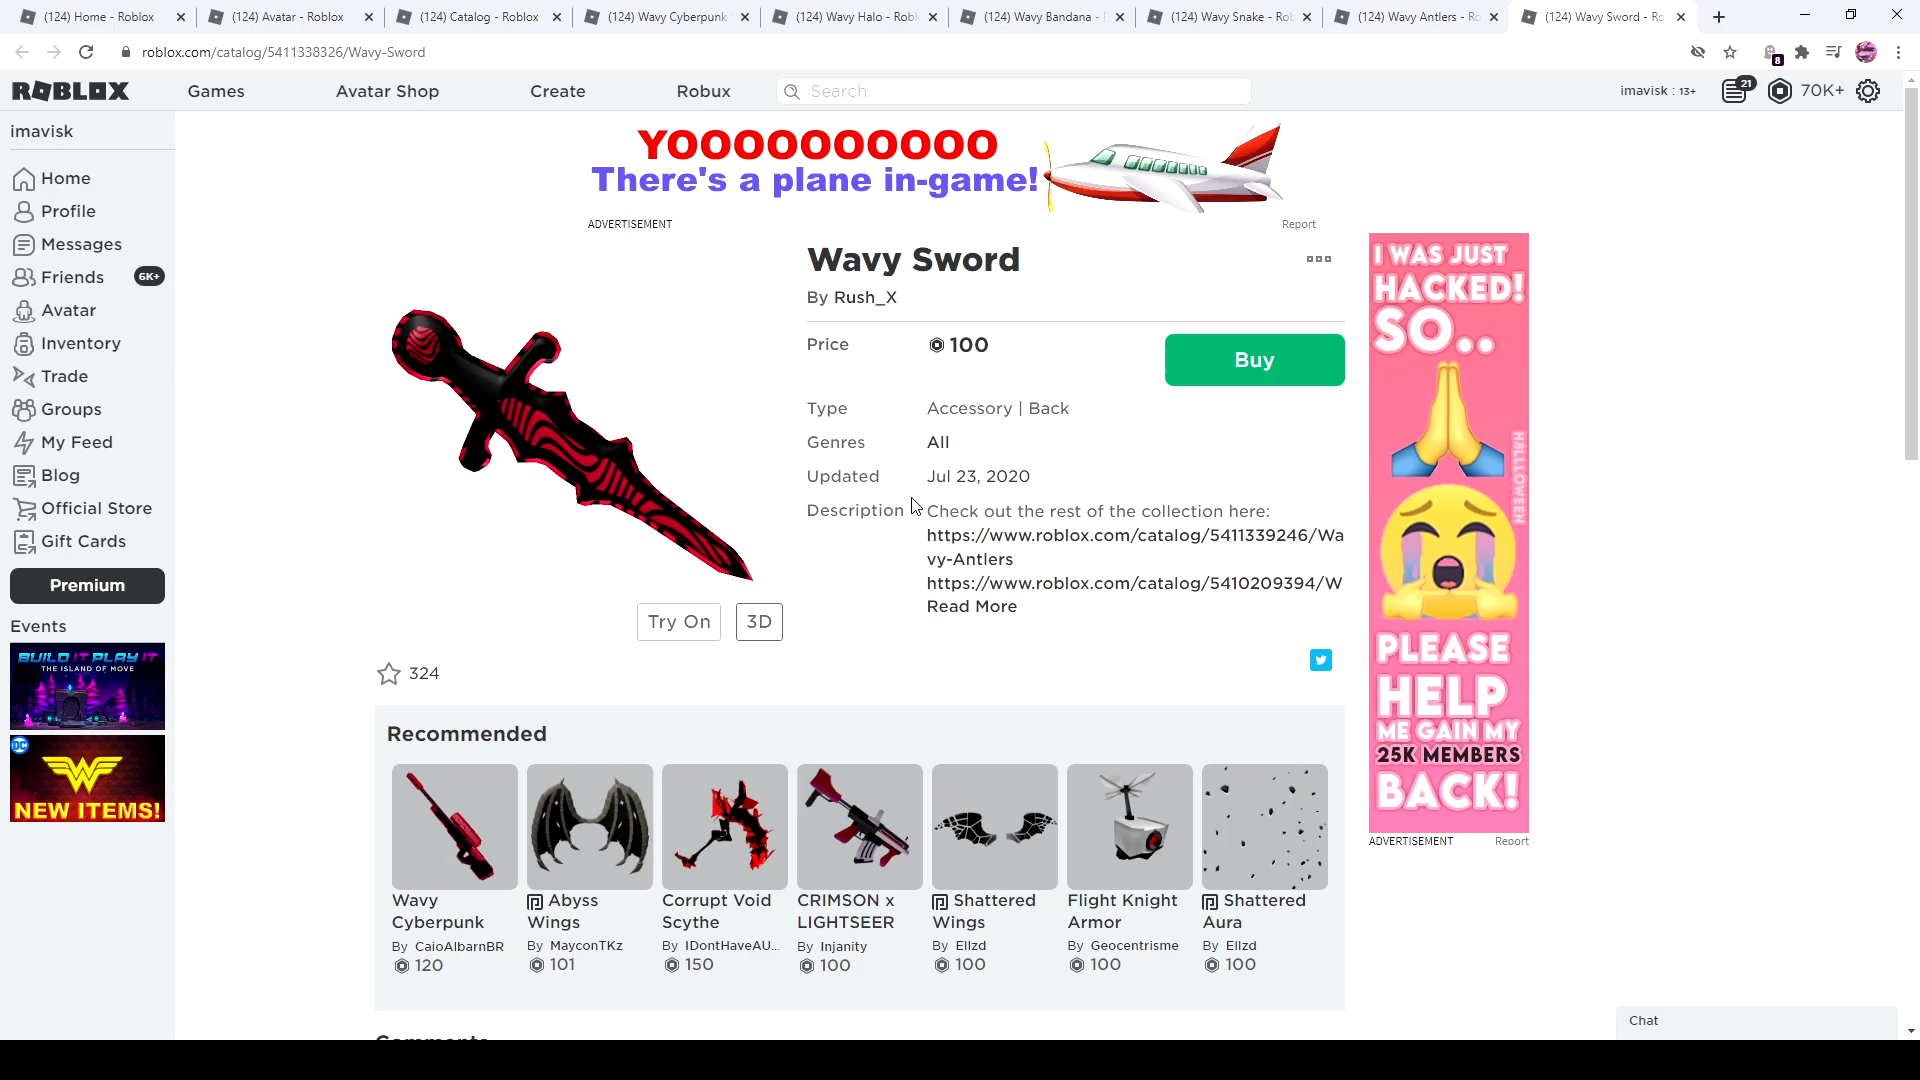 (124) Home - Roblox
(124) Avatar - Roblox
(124) Catalog - Roblox
(124) Wavy Cyberpunk
(124) Wavy Halo - Robl
(124) Wavy Bandana -
(124) Wavy Snake - Ro
(124) Wavy Antlers - Ro
(124) Wavy Sword - Ro
roblox.com/catalog/5411338326/Wavy-Sword
8
ROBLOX
Games
Avatar Shop
Create
Robux
Search
imavisk : 13+
21
70K+
imavisk
Home
Profile
Messages
Friends
6K+
Avatar
Inventory
Trade
Groups
My Feed
Blog
Official Store
Gift Cards
Premium
Events
BUILD IT PLAY IT
THE ISLAND OF MOVE
DC
NEW ITEMS!
YOOOOOOOOOO
There's a plane in-game!
ADVERTISEMENT
Report
Wavy Sword
By Rush_X
Price
100
Buy
Type
Accessory | Back
Genres
All
Updated
Jul 23, 2020
Description
Check out the rest of the collection here:
https://www.roblox.com/catalog/5411339246/Wa
vy-Antlers
https://www.roblox.com/catalog/5410209394/W
Read More
Try On
3D
324
Recommended
Wavy
Cyberpunk
By CaioAlbarnBR
120
Abyss
Wings
By MayconTKz
101
Corrupt Void
Scythe
By IDontHaveAU...
150
CRIMSON x
LIGHTSEER
By Injanity
100
Shattered
Wings
By Ellzd
100
Flight Knight
Armor
By Geocentrisme
100
Shattered
Aura
By Ellzd
100
Comments
I WAS JUST
HACKED!
SO..
H8LLLOWEEN
PLEASE
HELP
ME GAIN MY
25K MEMBERS
BACK!
ADVERTISEMENT
Report
Chat